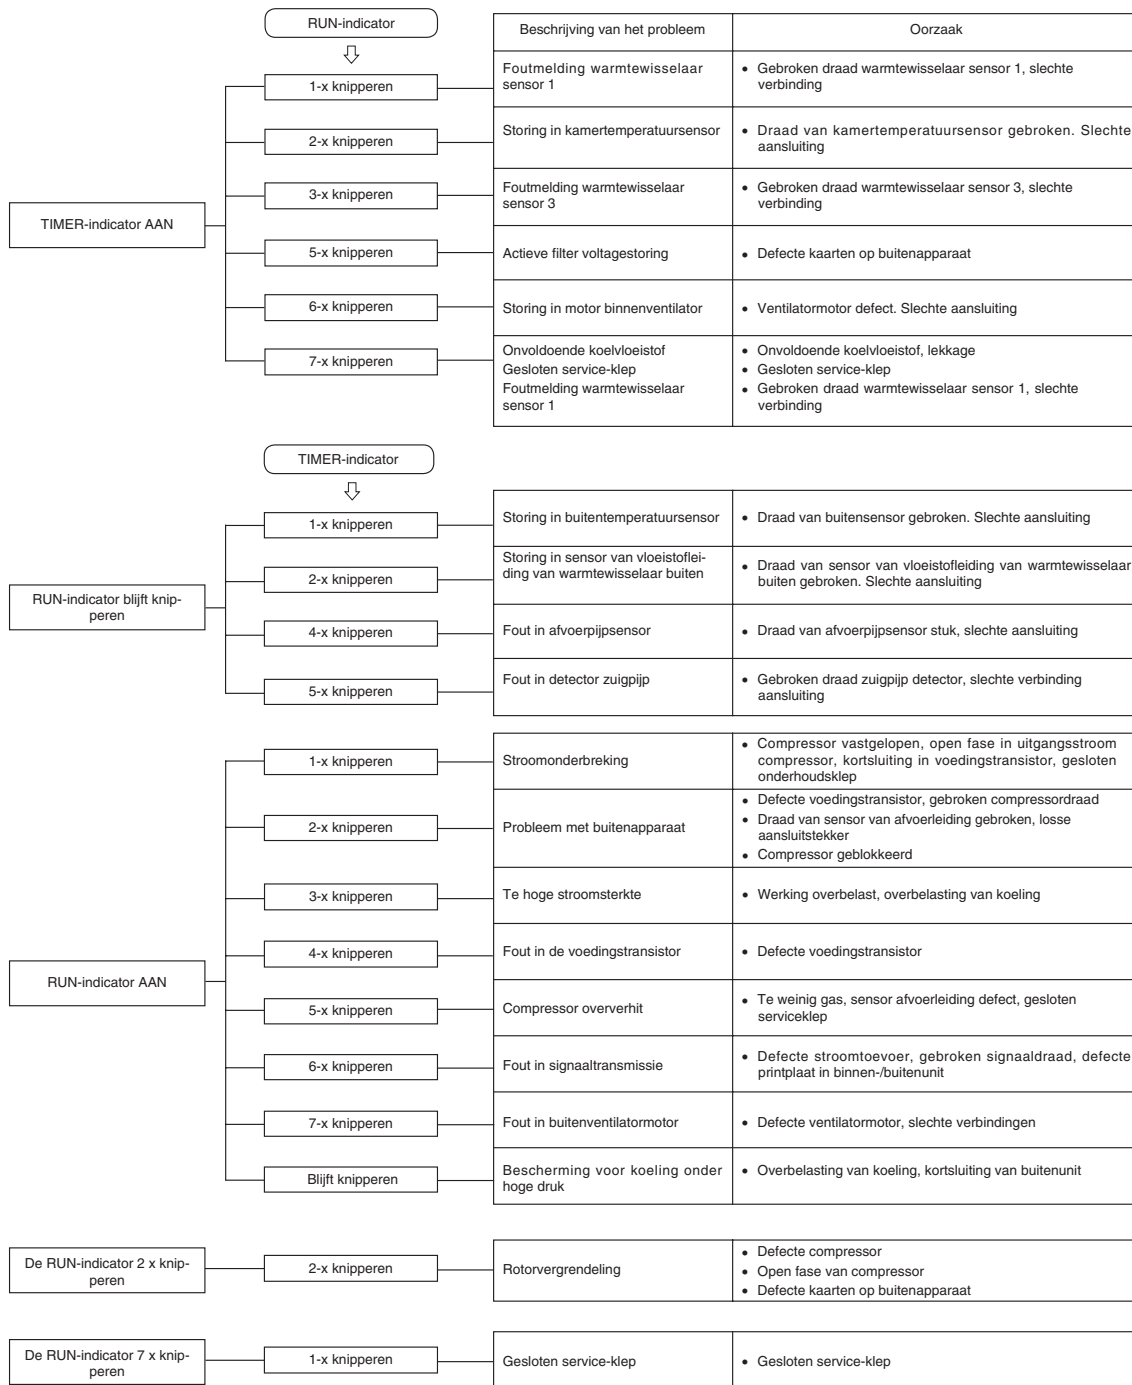 RUN-indicator
Beschrijving van het probleem
Oorzaak
TIMER-indicator AAN
1-x knipperen
Foutmelding warmtewisselaar
sensor 1
• Gebroken draad warmtewisselaar sensor 1, slechte
verbinding
2-x knipperen
Storing in kamertemperatuursensor
• Draad van kamertemperatuursensor gebroken. Slechte
aansluiting
3-x knipperen
Foutmelding warmtewisselaar
sensor 3
• Gebroken draad warmtewisselaar sensor 3, slechte
verbinding
5-x knipperen
Actieve filter voltagestoring
• Defecte kaarten op buitenapparaat
6-x knipperen
Storing in motor binnenventilator
• Ventilatormotor defect. Slechte aansluiting
7-x knipperen
Onvoldoende koelvloeistof
Gesloten service-klep
Foutmelding warmtewisselaar
sensor 1
• Onvoldoende koelvloeistof, lekkage
• Gesloten service-klep
• Gebroken draad warmtewisselaar sensor 1, slechte
verbinding
TIMER-indicator
RUN-indicator blijft knip-
peren
1-x knipperen
Storing in buitentemperatuursensor
• Draad van buitensensor gebroken. Slechte aansluiting
2-x knipperen
Storing in sensor van vloeistoflei-
ding van warmtewisselaar buiten
• Draad van sensor van vloeistofleiding van warmtewisselaar
buiten gebroken. Slechte aansluiting
4-x knipperen
Fout in afvoerpijpsensor
• Draad van afvoerpijpsensor stuk, slechte aansluiting
5-x knipperen
Fout in detector zuigpijp
• Gebroken draad zuigpijp detector, slechte verbinding
aansluiting
RUN-indicator AAN
1-x knipperen
Stroomonderbreking
• Compressor vastgelopen, open fase in uitgangsstroom
compressor, kortsluiting in voedingstransistor, gesloten
onderhoudsklep
2-x knipperen
Probleem met buitenapparaat
• Defecte voedingstransistor, gebroken compressordraad
• Draad van sensor van afvoerleiding gebroken, losse
aansluitstekker
• Compressor geblokkeerd
3-x knipperen
Te hoge stroomsterkte
• Werking overbelast, overbelasting van koeling
4-x knipperen
Fout in de voedingstransistor
• Defecte voedingstransistor
5-x knipperen
Compressor oververhit
• Te weinig gas, sensor afvoerleiding defect, gesloten
serviceklep
6-x knipperen
Fout in signaaltransmissie
• Defecte stroomtoevoer, gebroken signaaldraad, defecte
printplaat in binnen-/buitenunit
7-x knipperen
Fout in buitenventilatormotor
• Defecte ventilatormotor, slechte verbindingen
Blijft knipperen
Bescherming voor koeling onder
hoge druk
• Overbelasting van koeling, kortsluiting van buitenunit
De RUN-indicator 2 x knip-
peren
2-x knipperen
Rotorvergrendeling
• Defecte compressor
• Open fase van compressor
• Defecte kaarten op buitenapparaat
De RUN-indicator 7 x knip-
peren
1-x knipperen
Gesloten service-klep
• Gesloten service-klep